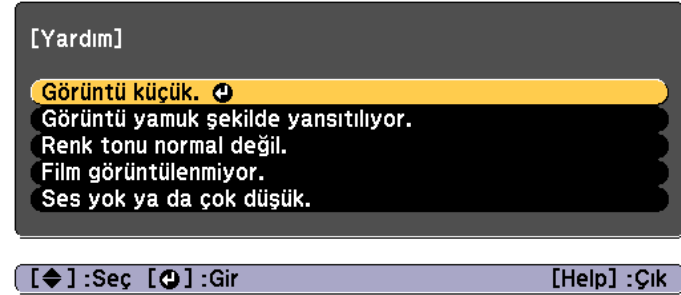 [Yardım]
Görüntü küçük.
Görüntü yamuk şekilde yansıtılıyor.
Renk tonu normal değil.
Film görüntülenmiyor.
Ses yok ya da çok düşük.
[◆] :Seç [⏎] :Gir [Help] :Çık